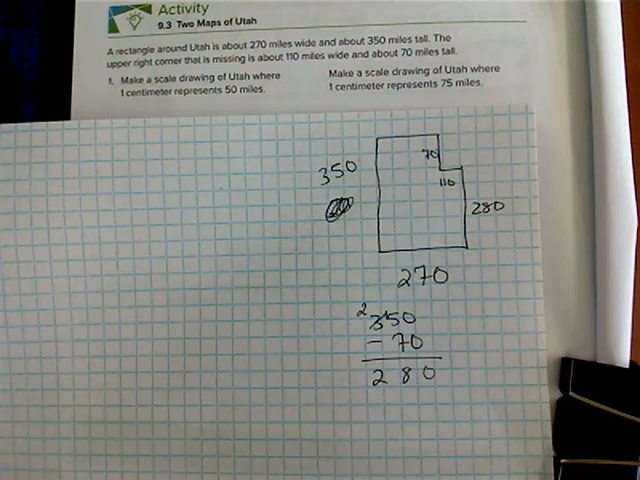 Activity
9.3 Two Maps of Utah
A rectangle around Utah is about 270 miles wide and about 350 miles tall. The
upper right corner that is missing is about 110 miles wide and about 70 miles tall.
1. Make a scale drawing of Utah where
1 centimeter represents 50 miles.
Make a scale drawing of Utah where
1 centimeter represents 75 miles.
350
70
110
280
270
2
350
- 70
280